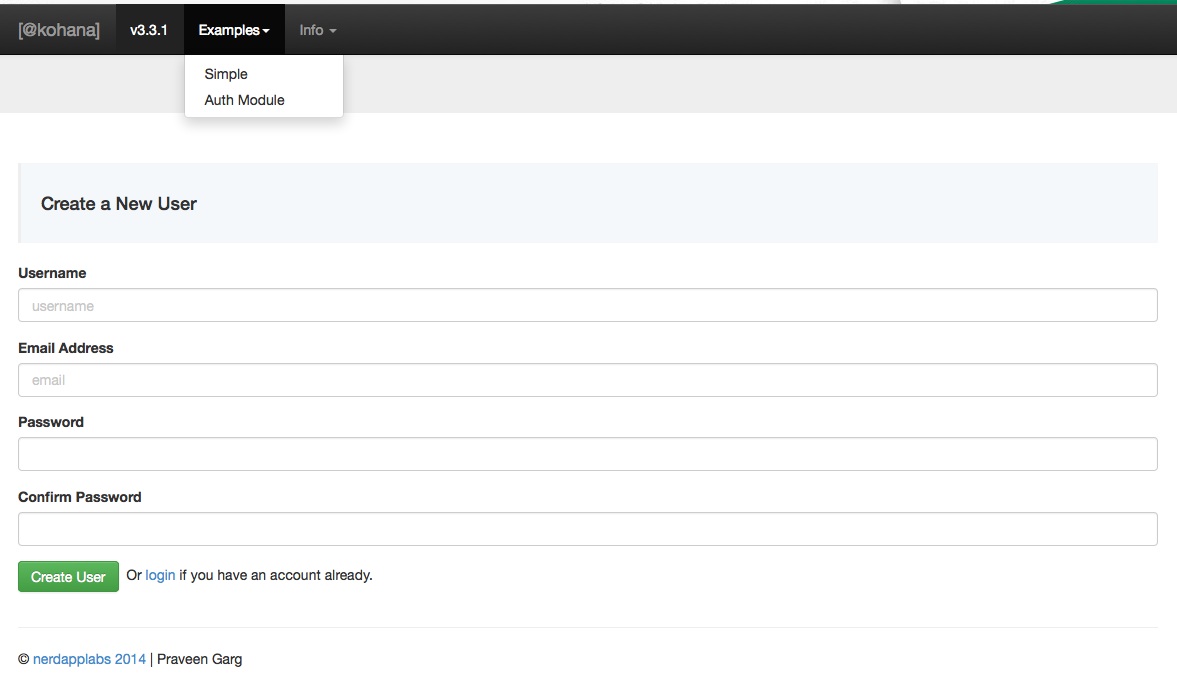 [@kohana] v3.3.1 Examples Info
Simple
Auth Module
Create a New User
Username
username
Email Address
email
Password
Confirm Password
Create User Or login if you have an account already.
© nerdapplabs 2014 | Praveen Garg